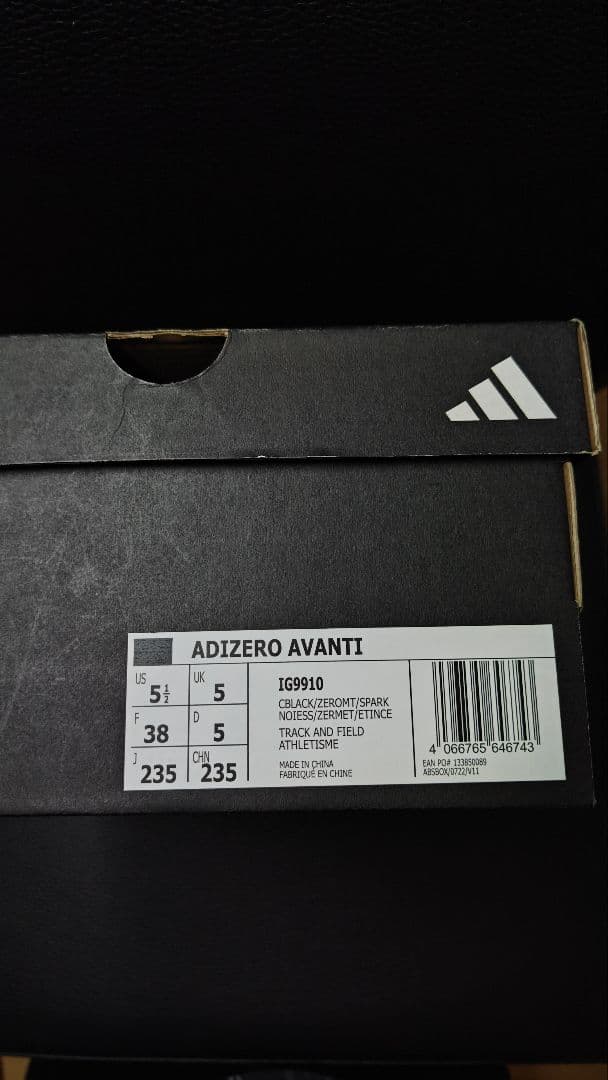 ADIZERO AVANTI
US 5½
UK 5
F 38
D 5
J 235
CHN 235
IG9910
CBLACK/ZEROMT/SPARK
NOIESS/ZERMET/ETINCE
TRACK AND FIELD
ATHLETISME
MADE IN CHINA
FABRIQUÉ EN CHINE
4 066765 646743
EAN PO# 133850089
ABSBOX/0722/V11